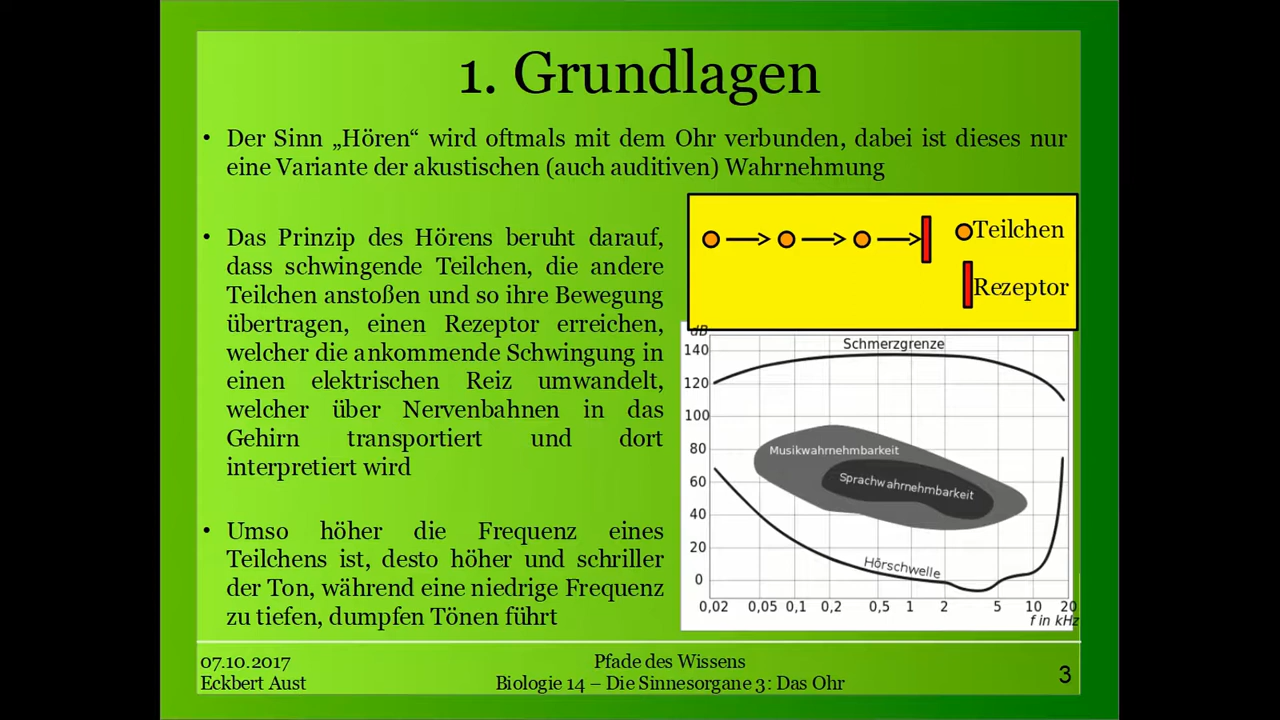 1. Grundlagen
• Der Sinn „Hören“ wird oftmals mit dem Ohr verbunden, dabei ist dieses nur
eine Variante der akustischen (auch auditiven) Wahrnehmung
• Das Prinzip des Hörens beruht darauf,
dass schwingende Teilchen, die andere
Teilchen anstoßen und so ihre Bewegung
übertragen, einen Rezeptor erreichen,
welcher die ankommende Schwingung in
einen elektrischen Reiz umwandelt,
welcher über Nervenbahnen in das
Gehirn transportiert und dort
interpretiert wird
• Umso höher die Frequenz eines
Teilchens ist, desto höher und schriller
der Ton, während eine niedrige Frequenz
zu tiefen, dumpfen Tönen führt
Teilchen
Rezeptor
dB
Schmerzgrenze
140
120
100
80
60
40
20
0
Musikwahrnehmbarkeit
Sprachwahrnehmbarkeit
Hörschwelle
0,02 0,05 0,1 0,2 0,5 1 2 5 10 20
f in kHz
07.10.2017
Eckbert Aust
Pfade des Wissens
Biologie 14 – Die Sinnesorgane 3: Das Ohr
3